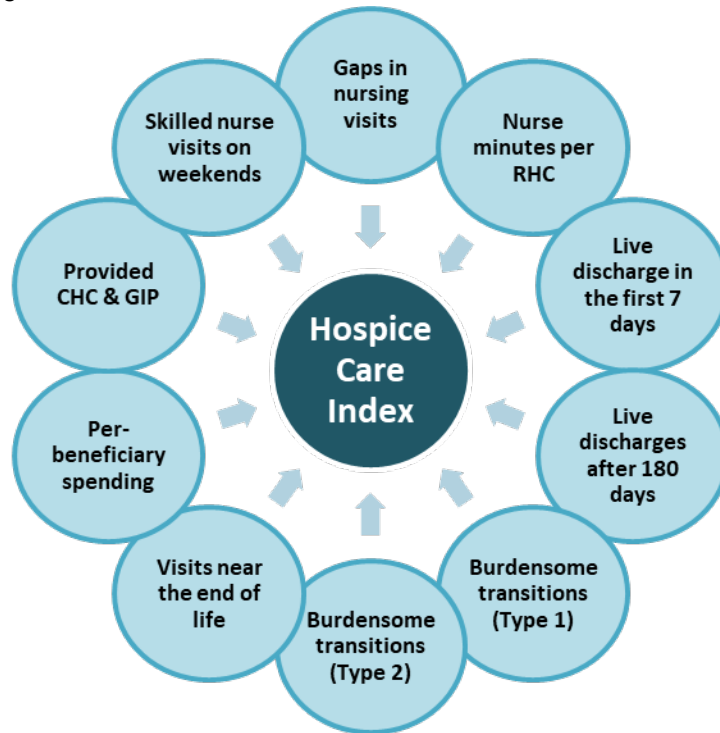 Gaps in
nursing
visits
Nurse
minutes per
RHC
Live
discharge in
the first 7
days
Live
discharges
after 180
days
Burdensome
transitions
(Type 1)
Burdensome
transitions
(Type 2)
Visits near
the end of
life
Per-
beneficiary
spending
Provided
CHC & GIP
Skilled nurse
visits on
weekends
Hospice
Care
Index